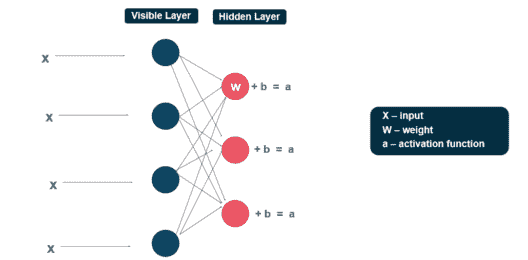 Visible Layer
Hidden Layer
X
W + b = a
X
+ b = a
X
+ b = a
X
X – input
W – weight
a – activation function